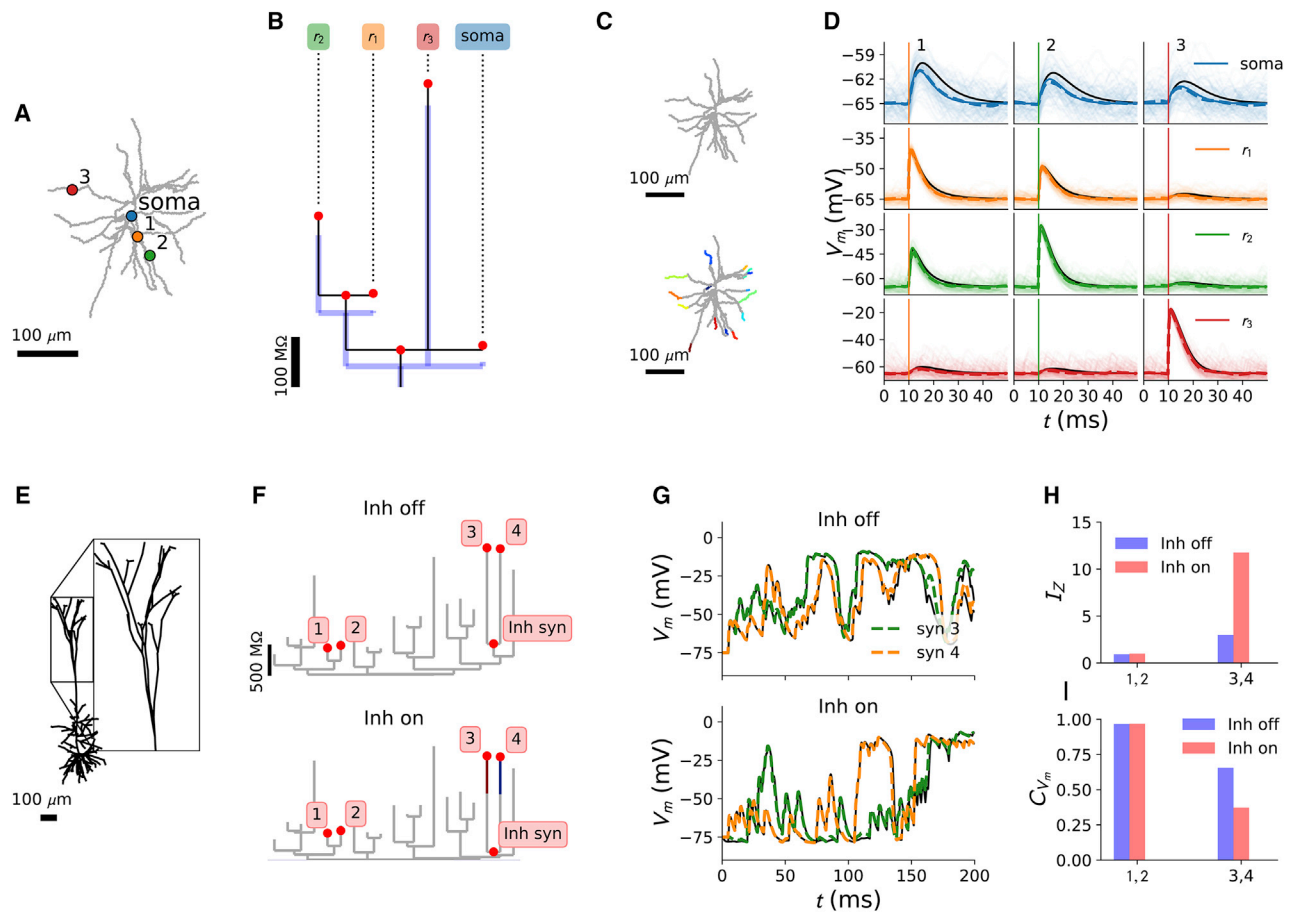 A
3
soma
1
2
100 μm
B
r₂
r₁
r₃
soma
100 MΩ
C
100 μm
100 μm
D
1
2
3
soma
r₁
r₂
r₃
−59
−62
−65
−35
−50
−65
−30
−45
−60
−20
−40
−60
Vₘ (mV)
0 10 20 30 40
0 10 20 30 40
0 10 20 30 40
t (ms)
E
100 μm
F
Inh off
3
4
1
2
Inh syn
500 MΩ
Inh on
3
4
1
2
Inh syn
G
Inh off
0
−25
−50
−75
Vₘ (mV)
syn 3
syn 4
Inh on
0
−25
−50
−75
Vₘ (mV)
0 50 100 150 200
t (ms)
H
15
10
5
0
I_Z
Inh off
Inh on
1,2
3,4
I
1.00
0.75
0.50
0.25
0.00
C_Vₘ
Inh off
Inh on
1,2
3,4